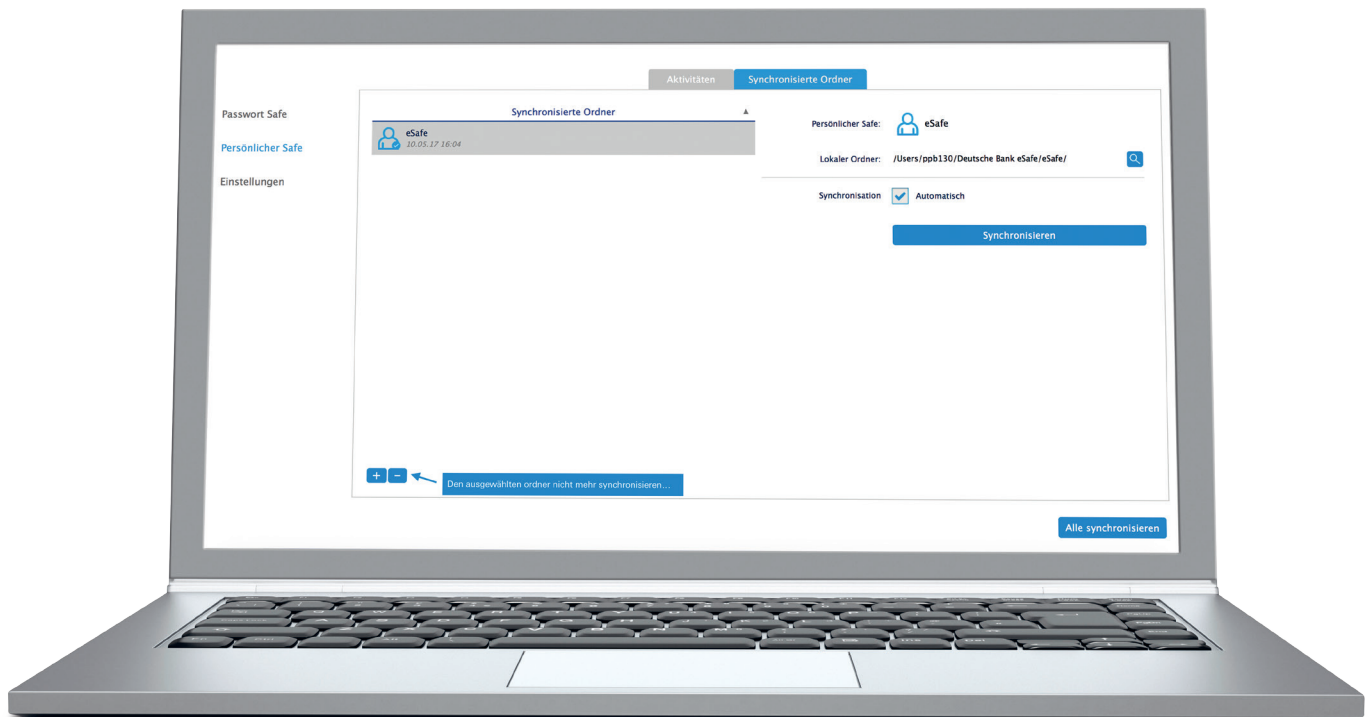 Aktivitäten
Synchronisierte Ordner
Passwort Safe
Persönlicher Safe
Einstellungen
Synchronisierte Ordner
eSafe
10.05.17 16:04
Persönlicher Safe:
eSafe
Lokaler Ordner:
/Users/ppb130/Deutsche Bank eSafe/eSafe/
Synchronisation
Automatisch
Synchronisieren
+
-
Den ausgewählten ordner nicht mehr synchronisieren...
Alle synchronisieren